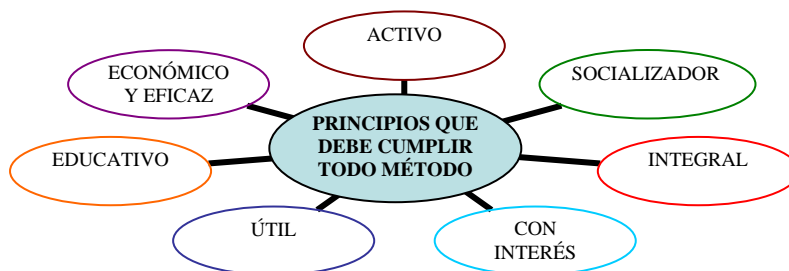 ACTIVO
ECONÓMICO
Y EFICAZ
SOCIALIZADOR
PRINCIPIOS QUE
DEBE CUMPLIR
TODO MÉTODO
EDUCATIVO
INTEGRAL
ÚTIL
CON
INTERÉS